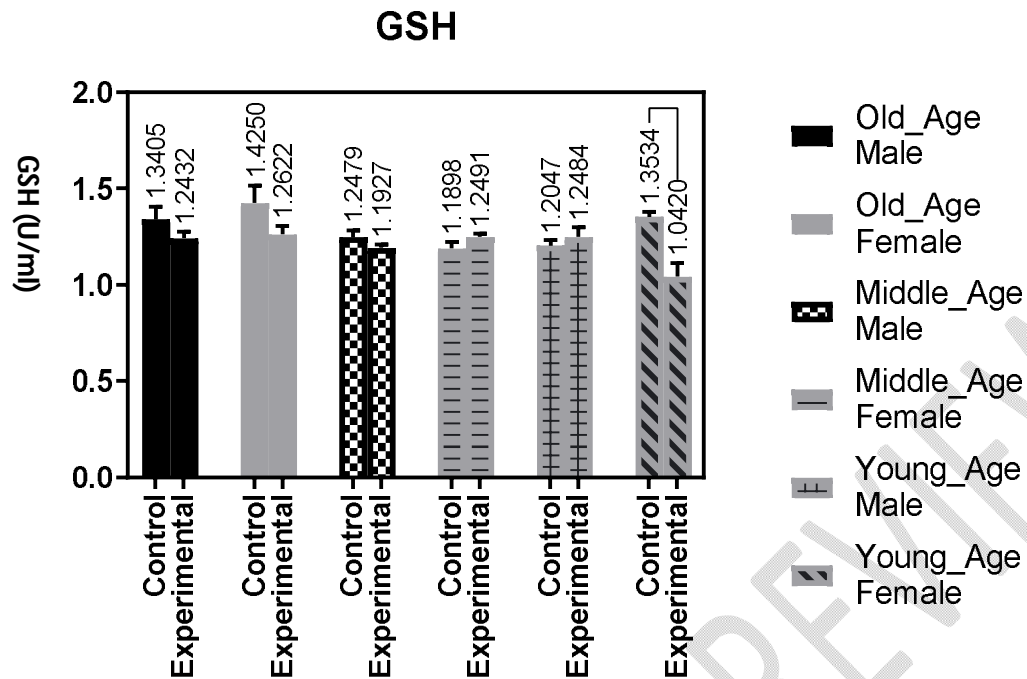 GSH
GSH (U/ml)
2.0
1.5
1.0
0.5
0.0
1.3405
1.2432
1.4250
1.2622
1.2479
1.1927
1.1898
1.2491
1.2047
1.2484
1.3534
1.0420
Control
Experimental
Control
Experimental
Control
Experimental
Control
Experimental
Control
Experimental
Control
Experimental
Old_Age
Male
Old_Age
Female
Middle_Age
Male
Middle_Age
Female
Young_Age
Male
Young_Age
Female